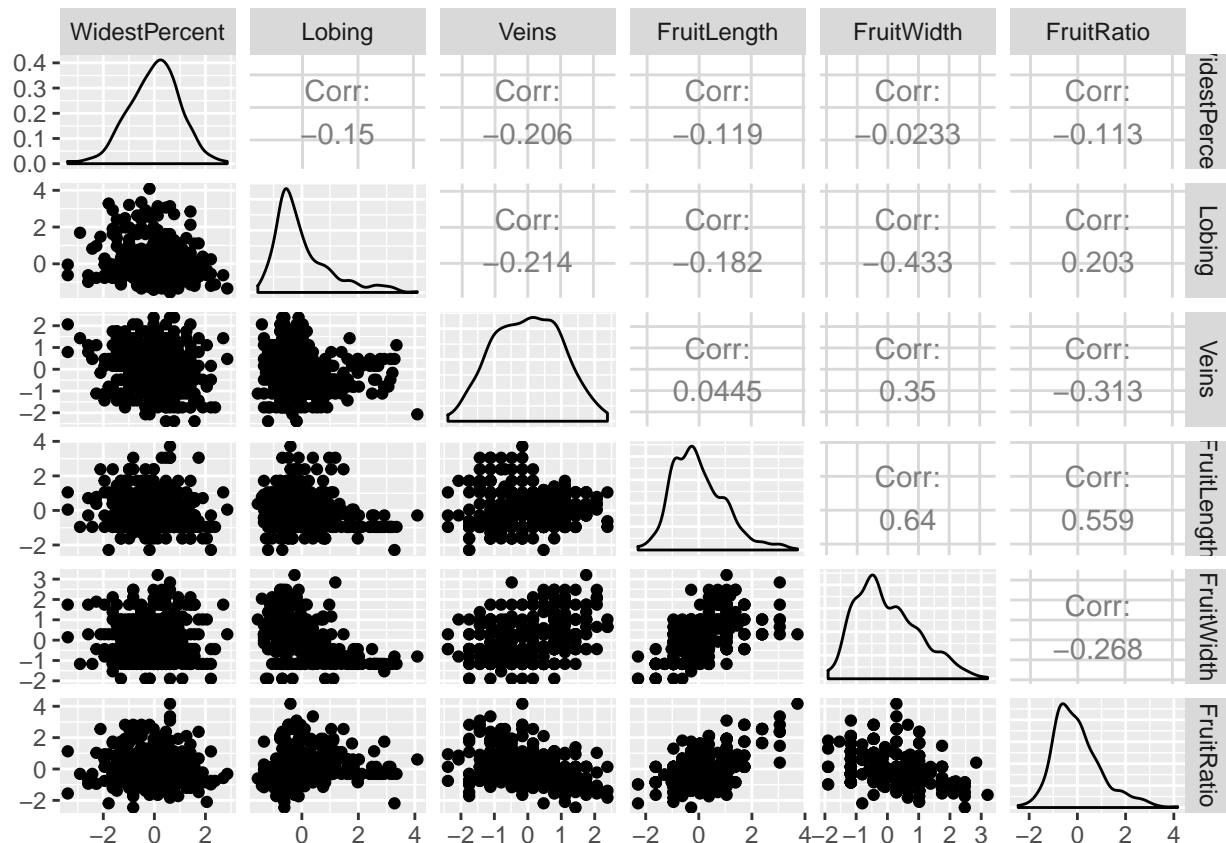 WidestPercent Lobing Veins FruitLength FruitWidth FruitRatio
0.4
0.3
0.2
0.1
0.0
Corr:
−0.15
Corr:
−0.206
Corr:
−0.119
Corr:
−0.0233
Corr:
−0.113
idestPerce
4
2
0
Corr:
−0.214
Corr:
−0.182
Corr:
−0.433
Corr:
0.203
Lobing
2
1
0
−1
−2
Corr:
0.0445
Corr:
0.35
Corr:
−0.313
Veins
4
2
0
−2
Corr:
0.64
Corr:
0.559
FruitLength
3
2
1
0
−1
−2
Corr:
−0.268
FruitWidth
4
2
0
−2
FruitRatio
−2 0 2 0 2 4 −2 −1 0 1 2 −2 0 2 4 −2 −1 0 1 2 3 −2 0 2 4